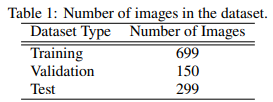 Table 1: Number of images in the dataset.
Dataset Type Number of Images
Training 699
Validation 150
Test 299